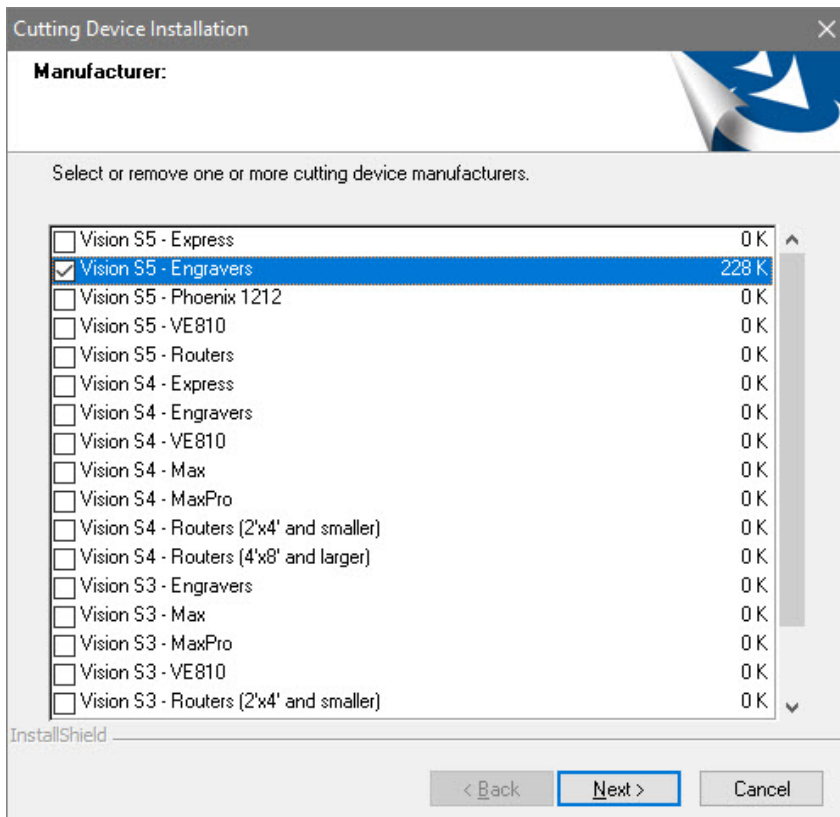 Cutting Device Installation
Manufacturer:
Select or remove one or more cutting device manufacturers.
Vision S5 - Express 0 K
Vision S5 - Engravers 228 K
Vision S5 - Phoenix 1212 0 K
Vision S5 - VE810 0 K
Vision S5 - Routers 0 K
Vision S4 - Express 0 K
Vision S4 - Engravers 0 K
Vision S4 - VE810 0 K
Vision S4 - Max 0 K
Vision S4 - MaxPro 0 K
Vision S4 - Routers (2'x4' and smaller) 0 K
Vision S4 - Routers (4'x8' and larger) 0 K
Vision S3 - Engravers 0 K
Vision S3 - Max 0 K
Vision S3 - MaxPro 0 K
Vision S3 - VE810 0 K
Vision S3 - Routers (2'x4' and smaller) 0 K
InstallShield
< Back Next > Cancel